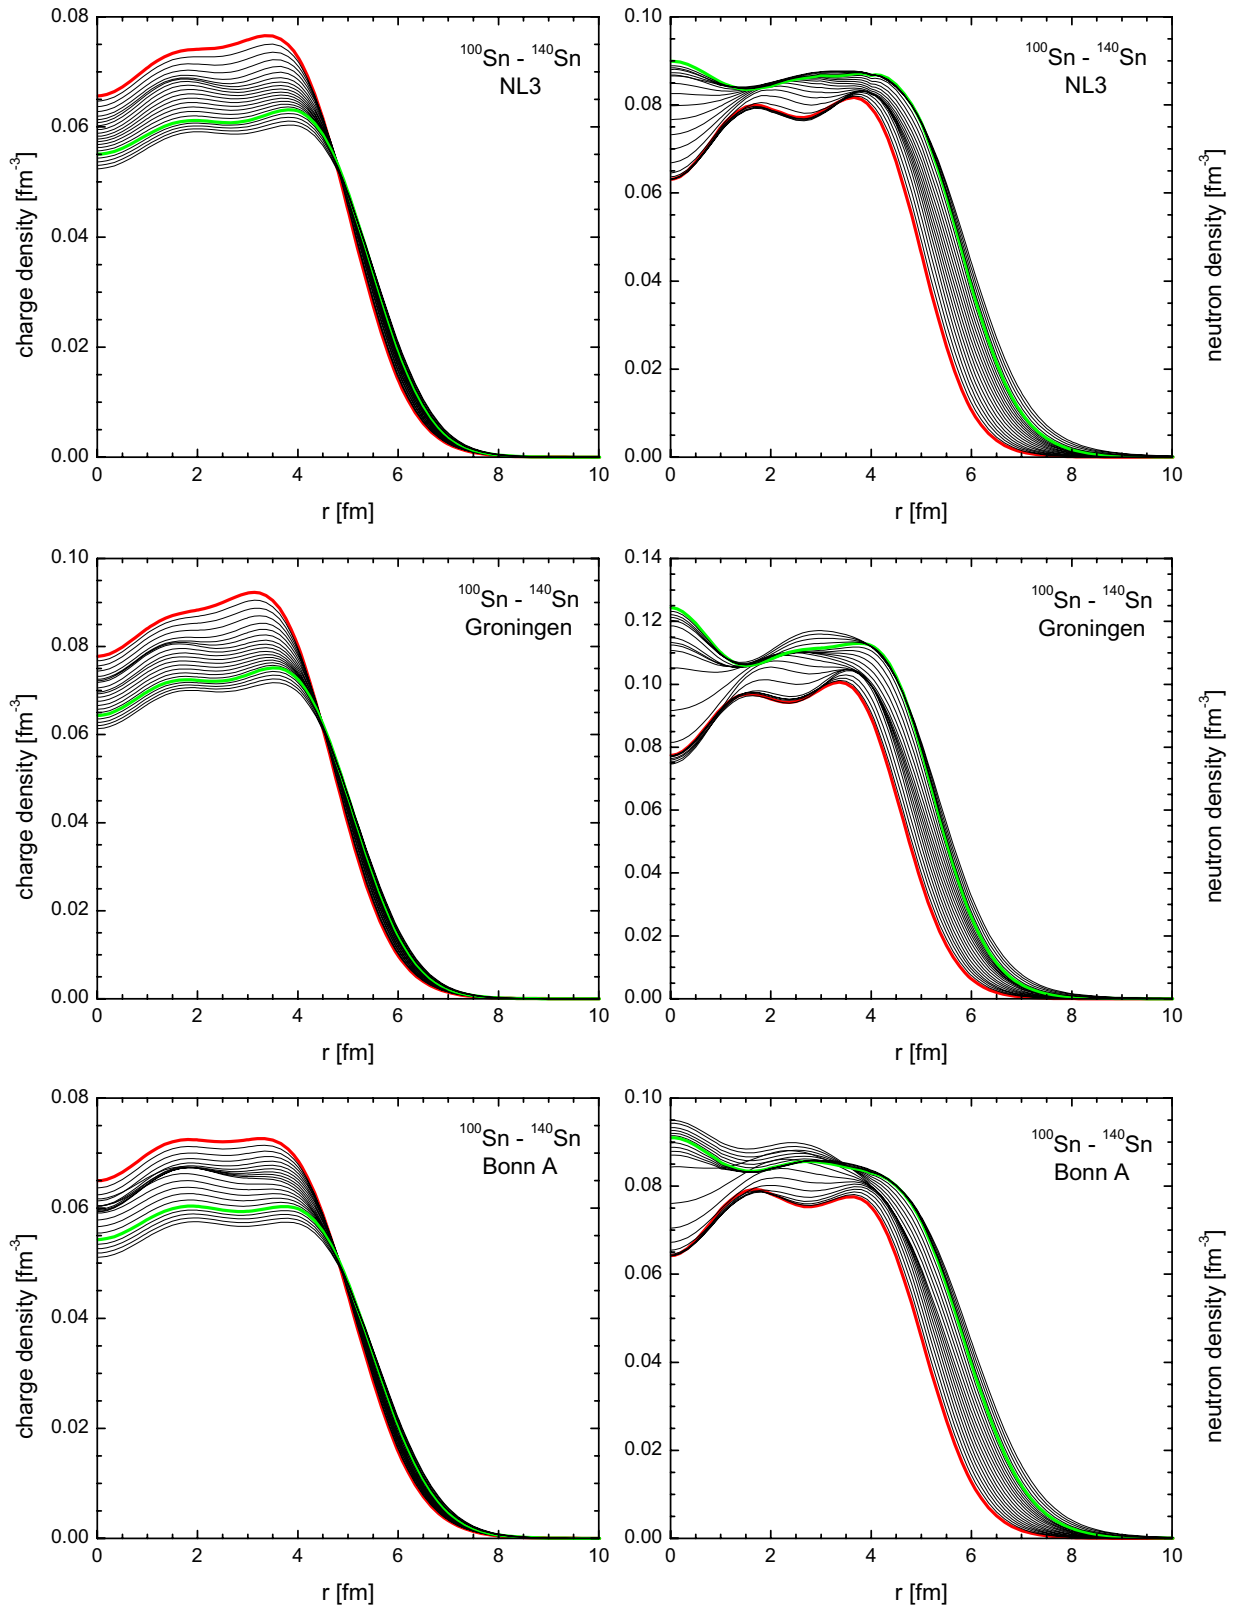 0.08
0.06
0.04
0.02
0.00
charge density [fm⁻³]
¹⁰⁰Sn - ¹⁴⁰Sn
NL3
0 2 4 6 8 10
r [fm]
0.10
0.08
0.06
0.04
0.02
0.00
¹⁰⁰Sn - ¹⁴⁰Sn
NL3
neutron density [fm⁻³]
0 2 4 6 8 10
r [fm]
0.10
0.08
0.06
0.04
0.02
0.00
charge density [fm⁻³]
¹⁰⁰Sn - ¹⁴⁰Sn
Groningen
0 2 4 6 8 10
r [fm]
0.14
0.12
0.10
0.08
0.06
0.04
0.02
0.00
¹⁰⁰Sn - ¹⁴⁰Sn
Groningen
neutron density [fm⁻³]
0 2 4 6 8 10
r [fm]
0.08
0.06
0.04
0.02
0.00
charge density [fm⁻³]
¹⁰⁰Sn - ¹⁴⁰Sn
Bonn A
0 2 4 6 8 10
r [fm]
0.10
0.08
0.06
0.04
0.02
0.00
¹⁰⁰Sn - ¹⁴⁰Sn
Bonn A
neutron density [fm⁻³]
0 2 4 6 8 10
r [fm]